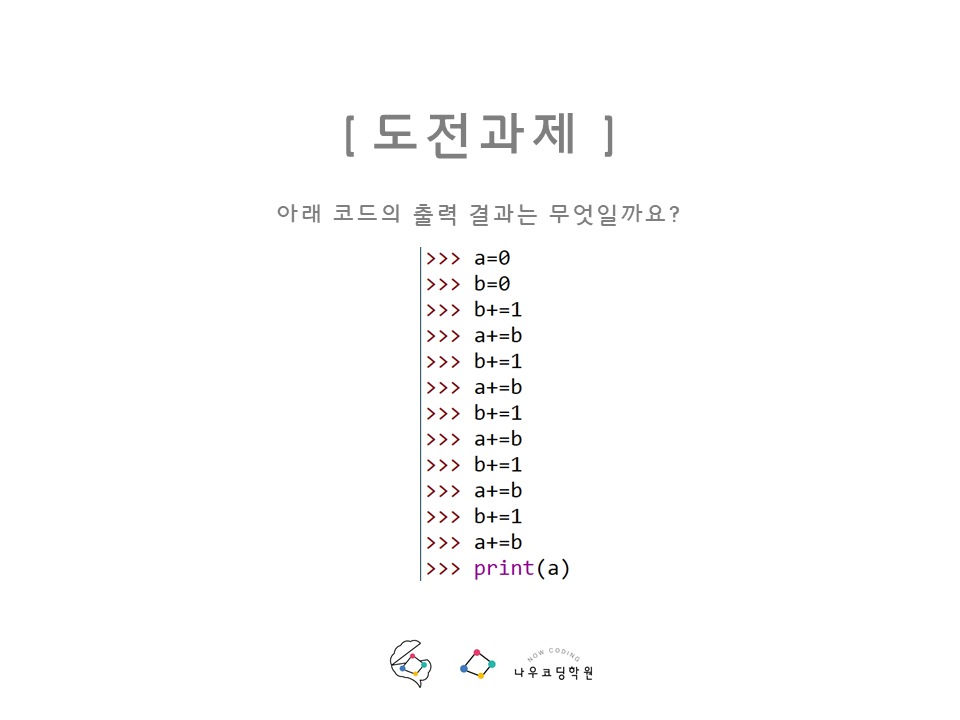 [ 도전과제 ]
아래 코드의 출력 결과는 무엇일까요?
>>> a=0
>>> b=0
>>> b+=1
>>> a+=b
>>> b+=1
>>> a+=b
>>> b+=1
>>> a+=b
>>> b+=1
>>> a+=b
>>> b+=1
>>> a+=b
>>> print(a)
NOW CODING
나우코딩학원